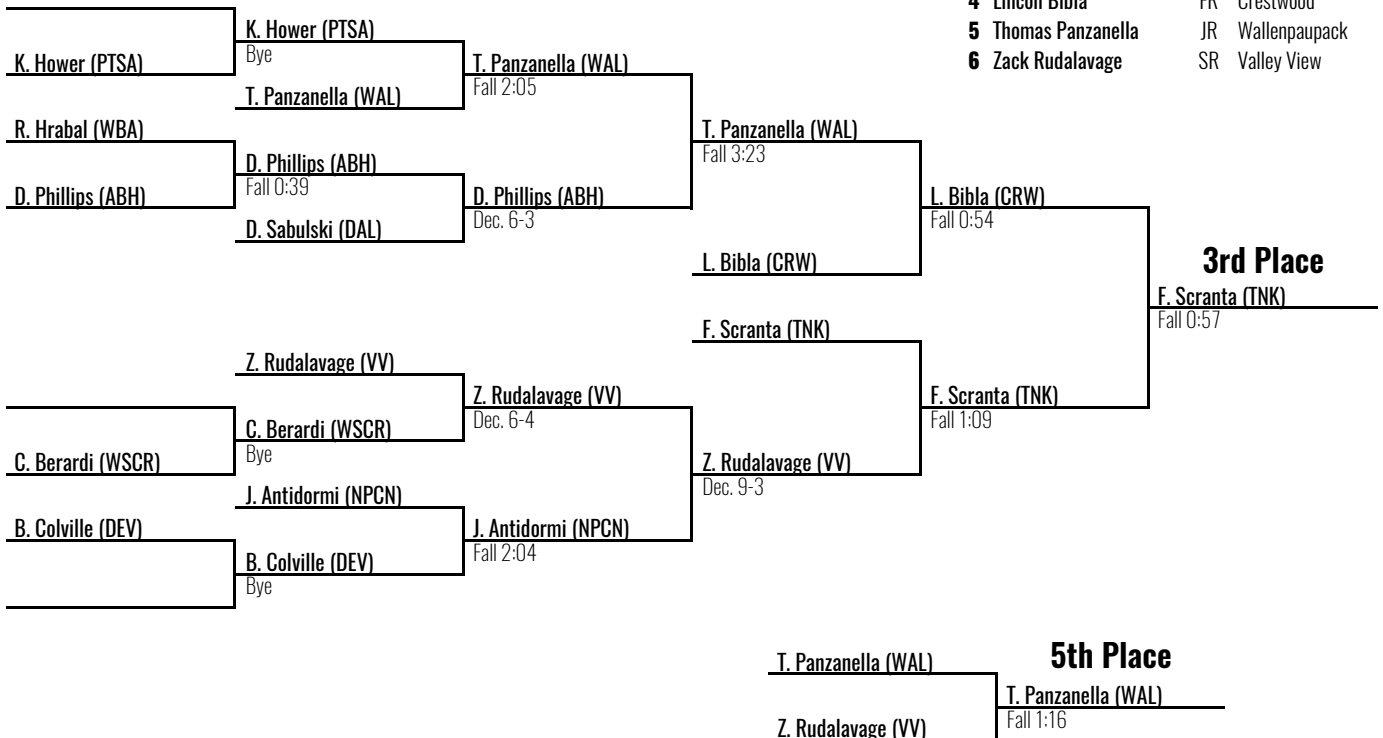 4 Lincon Bibla FR Crestwood
5 Thomas Panzanella JR Wallenpaupack
6 Zack Rudalavage SR Valley View
K. Hower (PTSA)
K. Hower (PTSA)
Bye
T. Panzanella (WAL)
T. Panzanella (WAL)
Fall 2:05
R. Hrabal (WBA)
D. Phillips (ABH)
D. Phillips (ABH)
Fall 0:39
D. Sabulski (DAL)
D. Phillips (ABH)
Dec. 6-3
T. Panzanella (WAL)
Fall 3:23
L. Bibla (CRW)
L. Bibla (CRW)
Fall 0:54
3rd Place
F. Scranta (TNK)
Fall 0:57
F. Scranta (TNK)
F. Scranta (TNK)
Fall 1:09
Z. Rudalavage (VV)
Z. Rudalavage (VV)
Dec. 6-4
C. Berardi (WSCR)
C. Berardi (WSCR)
Bye
Z. Rudalavage (VV)
Dec. 9-3
J. Antidormi (NPCN)
J. Antidormi (NPCN)
Fall 2:04
B. Colville (DEV)
B. Colville (DEV)
Bye
5th Place
T. Panzanella (WAL)
T. Panzanella (WAL)
Fall 1:16
Z. Rudalavage (VV)